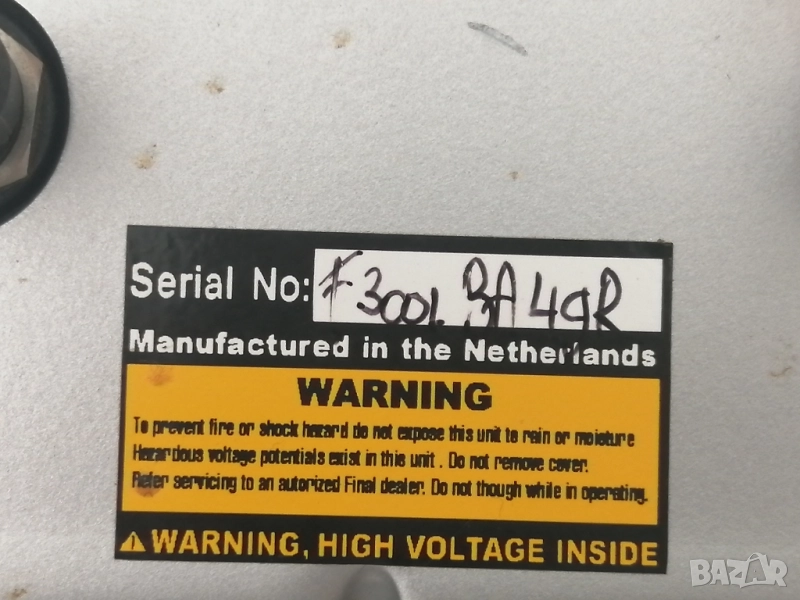 Serial No: F3001 BA49R
Manufactured in the Netherlands
WARNING
To prevent fire or shock hazard do not expose this unit to rain or moisture
Hazardous voltage potentials exist in this unit . Do not remove cover.
Refer servicing to an autorized Final dealer. Do not though while in operating.
⚠WARNING, HIGH VOLTAGE INSIDE
BAZAR